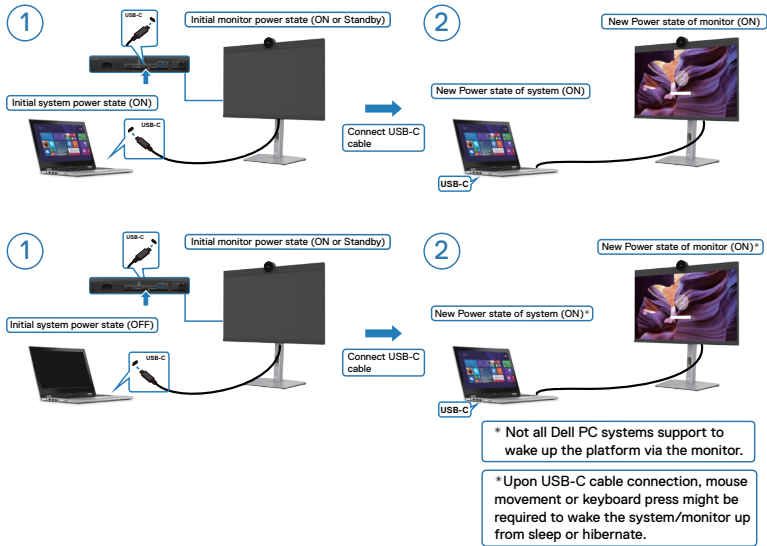 1
USB-C
Initial monitor power state (ON or Standby)
Initial system power state (ON)
USB-C
Connect USB-C
cable
2
New Power state of monitor (ON)
New Power state of system (ON)
USB-C
1
USB-C
Initial monitor power state (ON or Standby)
Initial system power state (OFF)
USB-C
Connect USB-C
cable
2
New Power state of monitor (ON)*
New Power state of system (ON)*
USB-C
* Not all Dell PC systems support to
wake up the platform via the monitor.
*Upon USB-C cable connection, mouse
movement or keyboard press might be
required to wake the system/monitor up
from sleep or hibernate.